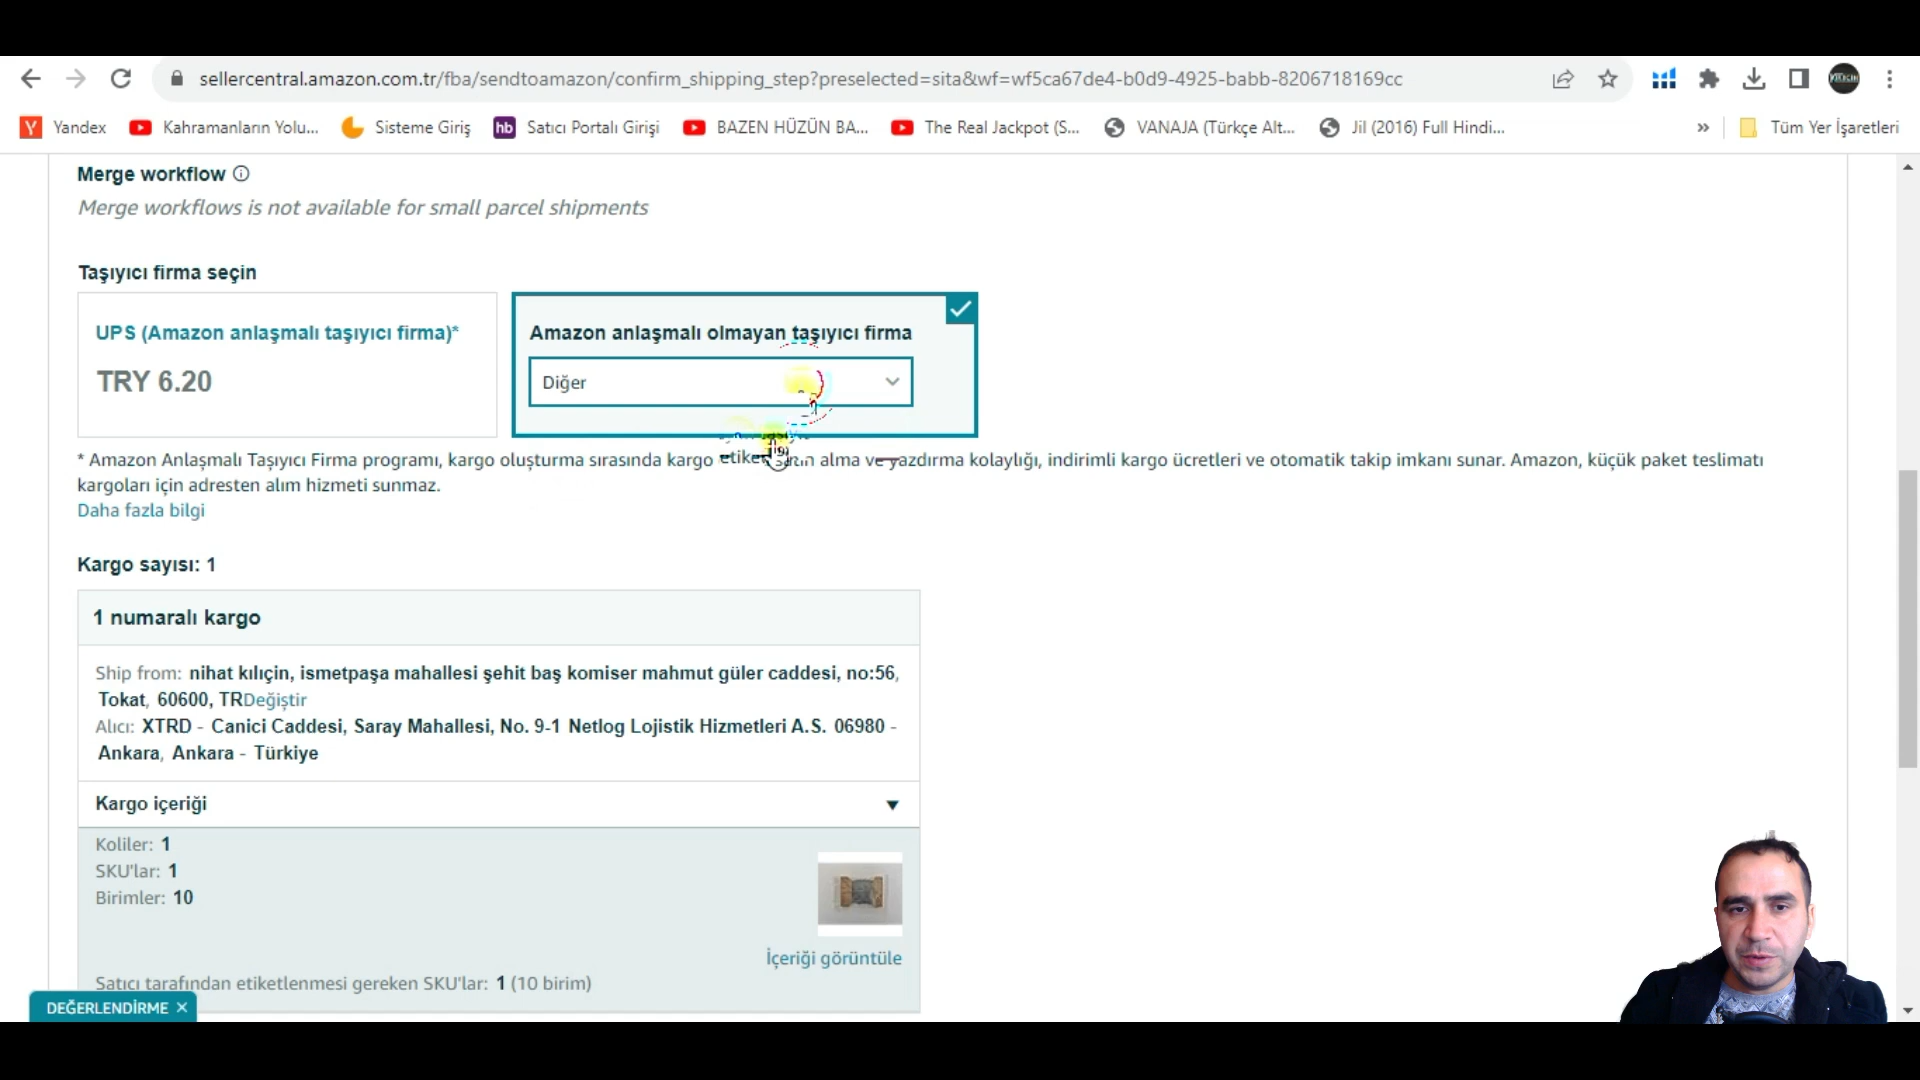 sellercentral.amazon.com.tr/fba/sendtoamazon/confirm_shipping_step?preselected=sita&wf=wf5ca67de4-b0d9-4925-babb-8206718169cc
Yandex Kahramanların Yolu... Sisteme Giriş hb Satıcı Portalı Girişi BAZEN HÜZÜN BA... The Real Jackpot (S... VANAJA (Türkçe Alt... Jil (2016) Full Hindi... » Tüm Yer İşaretleri
Merge workflow
Merge workflows is not available for small parcel shipments
Taşıyıcı firma seçin
UPS (Amazon anlaşmalı taşıyıcı firma)*
TRY 6.20
Amazon anlaşmalı olmayan taşıyıcı firma
Diğer
* Amazon Anlaşmalı Taşıyıcı Firma programı, kargo oluşturma sırasında kargo alma ve yazdırma kolaylığı, indirimli kargo ücretleri ve otomatik takip imkanı sunar. Amazon, küçük paket teslimatı
kargoları için adresten alım hizmeti sunmaz.
Daha fazla bilgi
Kargo sayısı: 1
1 numaralı kargo
Ship from: nihat kılıçin, ismetpaşa mahallesi şehit baş komiser mahmut güler caddesi, no:56,
Tokat, 60600, TRDeğiştir
Alıcı: XTRD - Canici Caddesi, Saray Mahallesi, No. 9-1 Netlog Lojistik Hizmetleri A.S. 06980 -
Ankara, Ankara - Türkiye
Kargo içeriği
Koliler: 1
SKU'lar: 1
Birimler: 10
İçeriği görüntüle
Satıcı tarafından etiketlenmesi gereken SKU'lar: 1 (10 birim)
DEĞERLENDİRME ×